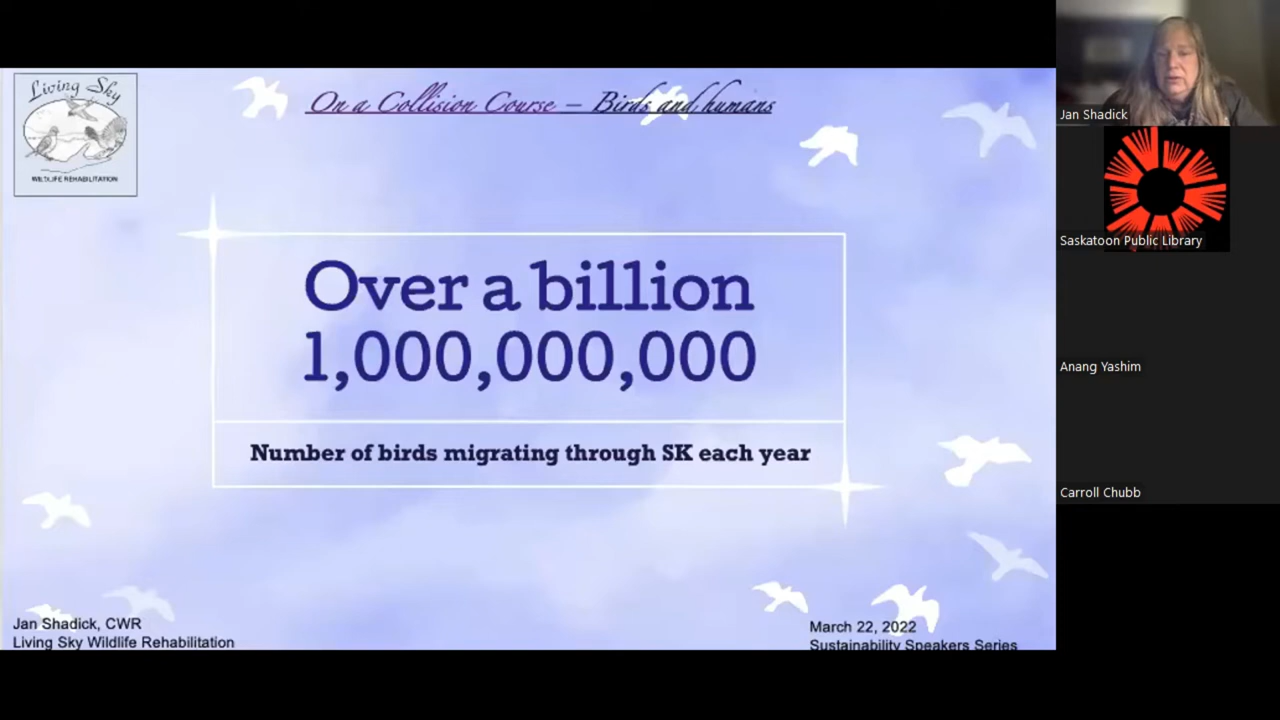 Living Sky
WILDLIFE REHABILITATION
On a Collision Course – Birds and humans
Over a billion
1,000,000,000
Number of birds migrating through SK each year
Jan Shadick, CWR
Living Sky Wildlife Rehabilitation
March 22, 2022
Sustainability Speakers Series
Jan Shadick
Saskatoon Public Library
Anang Yashim
Carroll Chubb